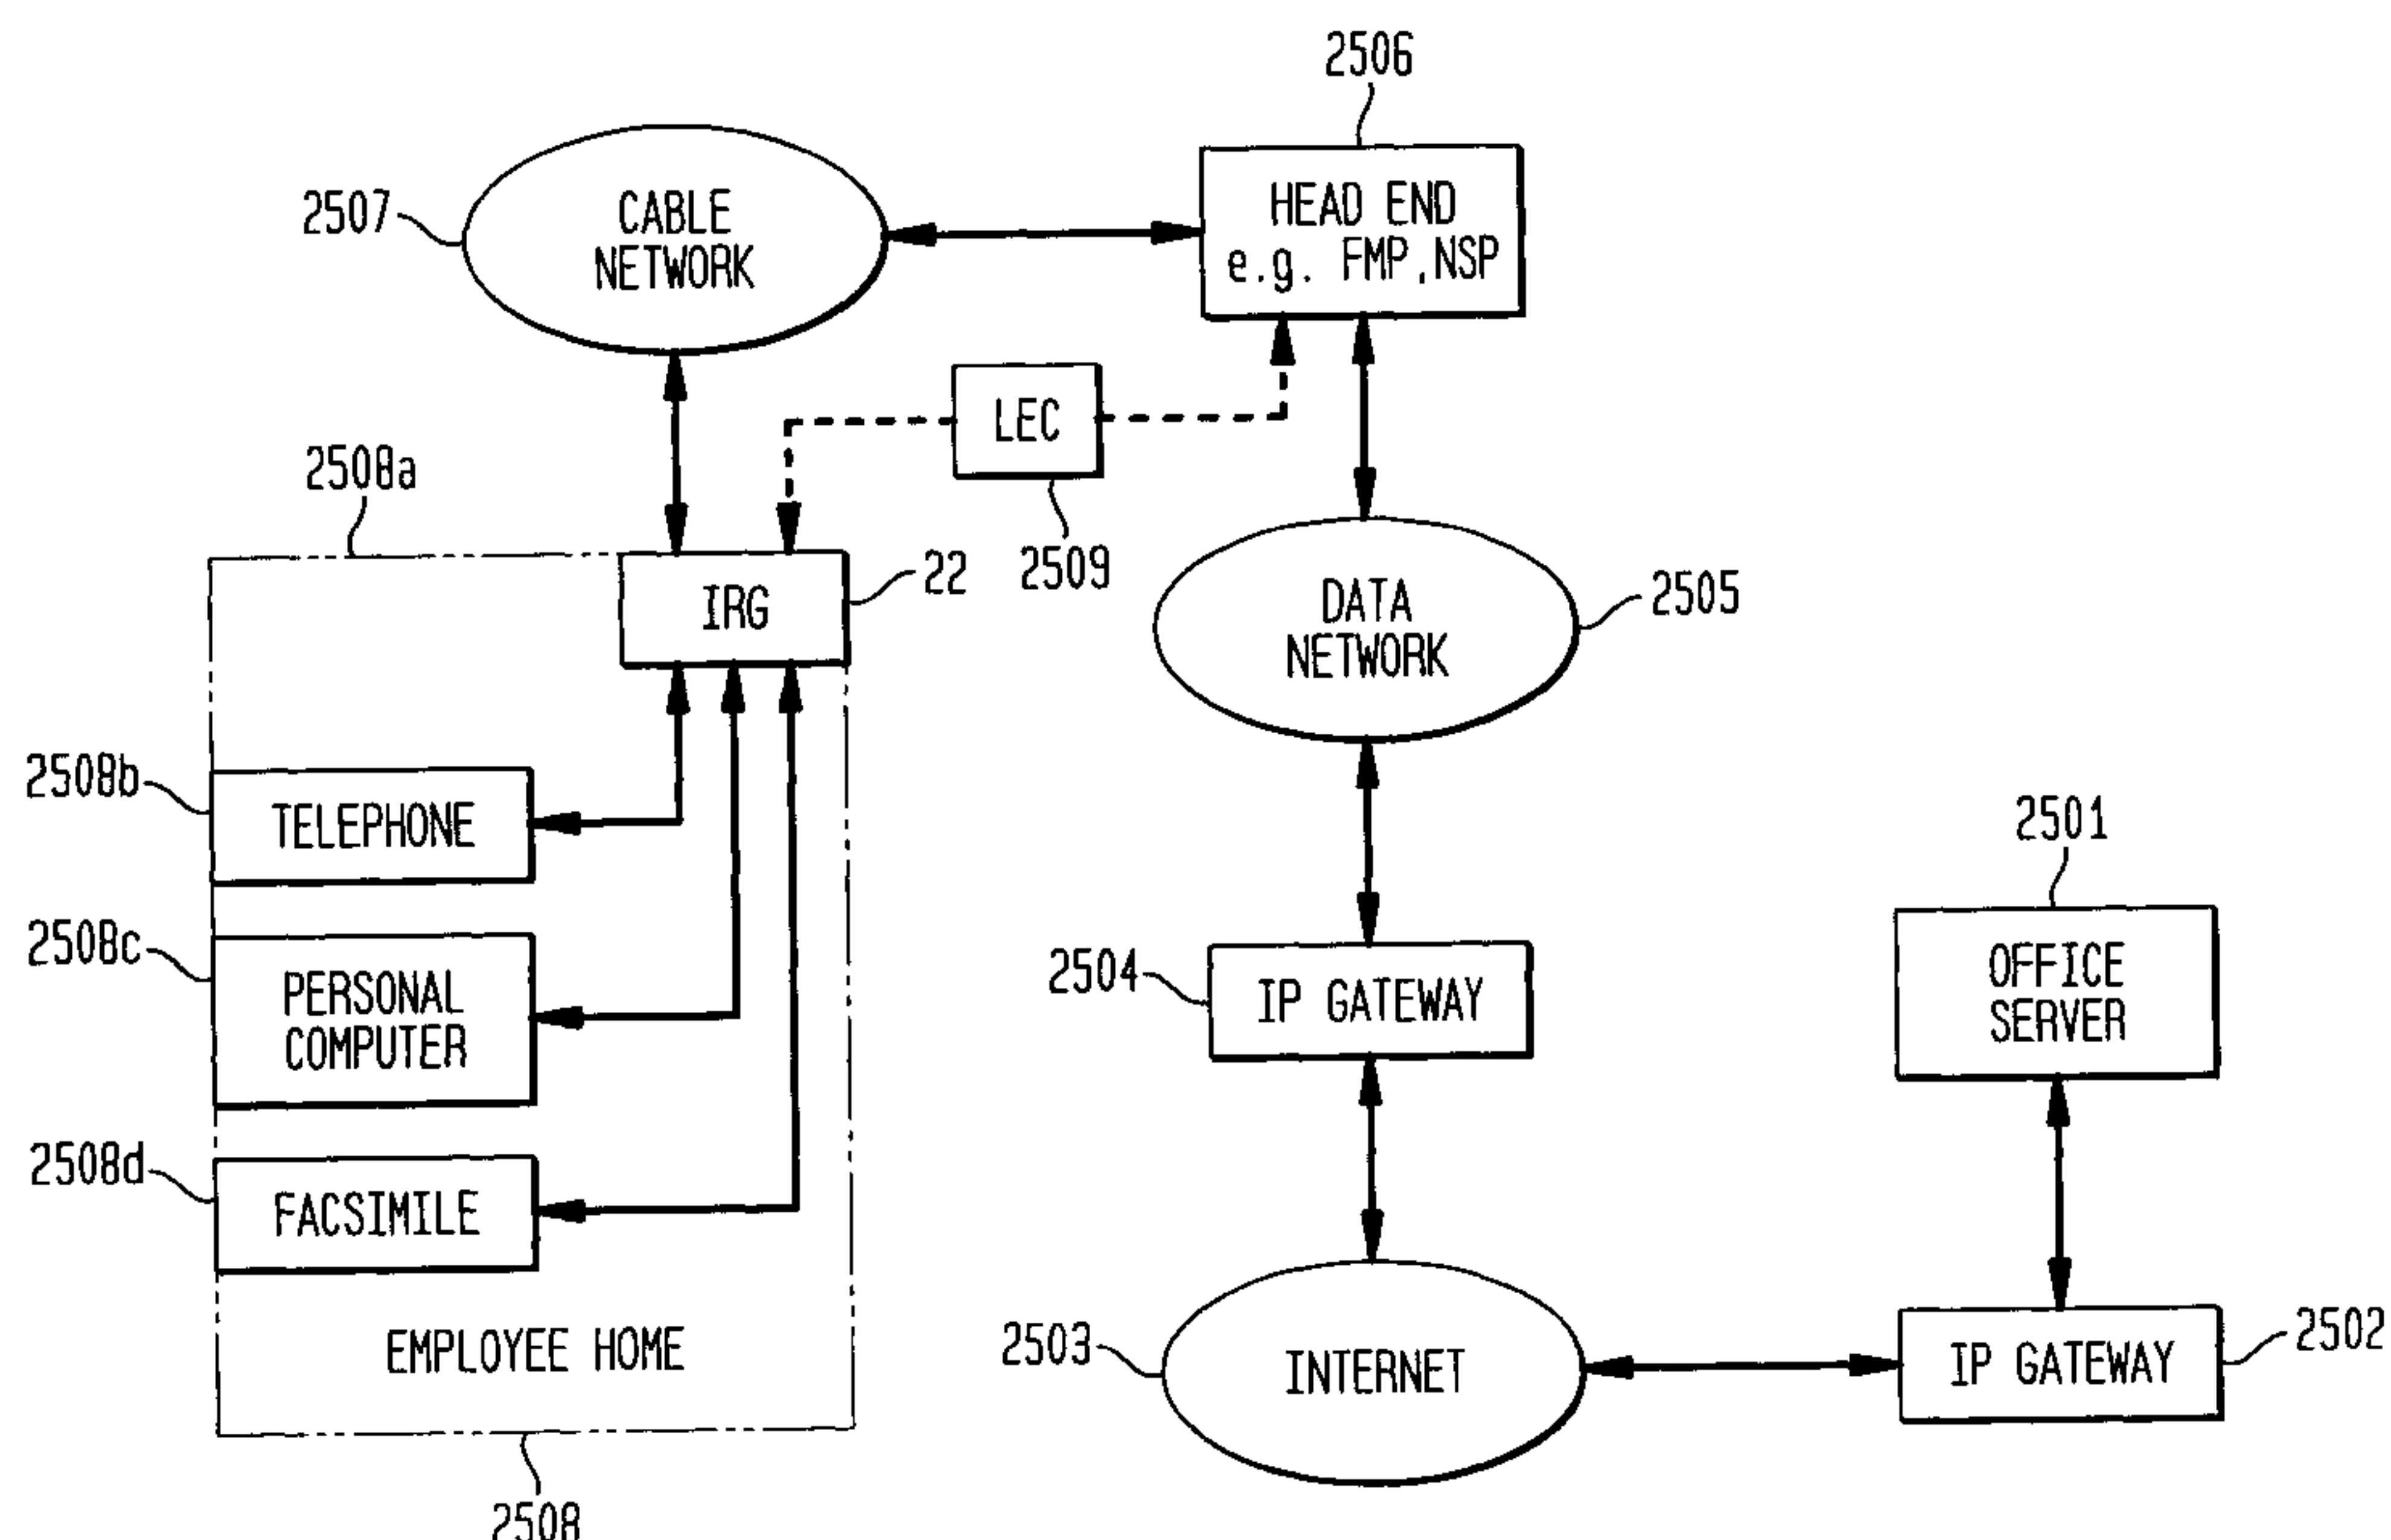 2506
HEAD END
e.g. FMP,NSP
2507
CABLE
NETWORK
LEC
2509
2508a
IRG
22
DATA
NETWORK
2505
2508b
TELEPHONE
2508c
PERSONAL
COMPUTER
2508d
FACSIMILE
EMPLOYEE HOME
2508
2504
IP GATEWAY
2501
OFFICE
SERVER
2503
INTERNET
IP GATEWAY
2502